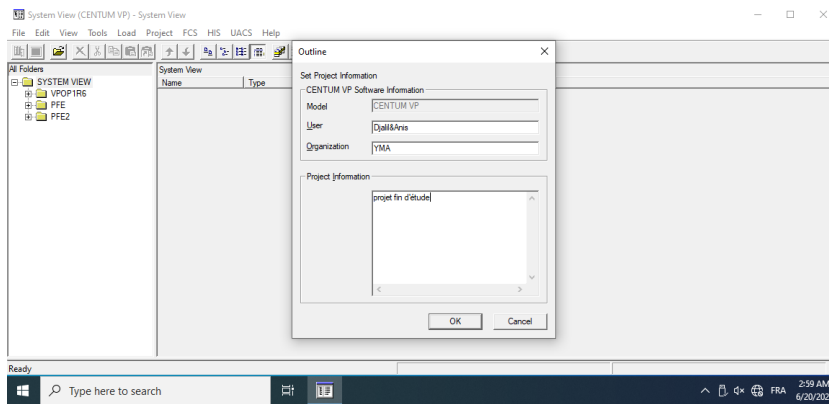 System View (CENTUM VP) - System View
File Edit View Tools Load Project FCS HIS UACS Help
All Folders
SYSTEM VIEW
VPOP1R6
PFE
PFE2
System View
Name Type
Outline
Set Project Information
CENTUM VP Software Information
Model CENTUM VP
User Djalil&Anis
Organization YMA
Project Information
projet fin d'étude
OK Cancel
Ready
Type here to search
FRA
2:59 AM
6/20/202